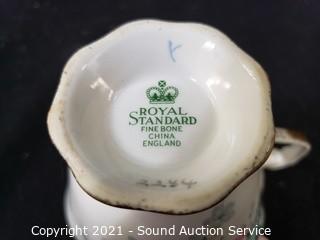 ROYAL
STANDARD
FINE BONE
CHINA
ENGLAND
Copyright 2021 - Sound Auction Service